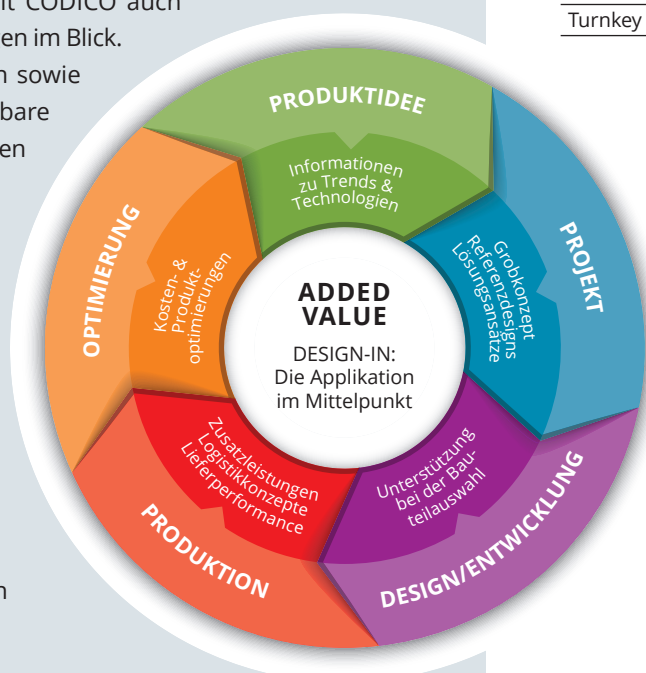 CODICO auch
en im Blick.
sowie
bare
en
Turnkey
PRODUKTIDEE
Informationen
zu Trends &
Technologien
PROJEKT
Grobkonzept
Referenzdesigns
Lösungsansätze
DESIGN/ENTWICKLUNG
Unterstützung
bei der Bau-
teilauswahl
PRODUKTION
Zusatzleistungen
Logistikkonzepte
Lieferperformance
OPTIMIERUNG
Kosten- &
Produkt-
optimierungen
ADDED
VALUE
DESIGN-IN:
Die Applikation
im Mittelpunkt